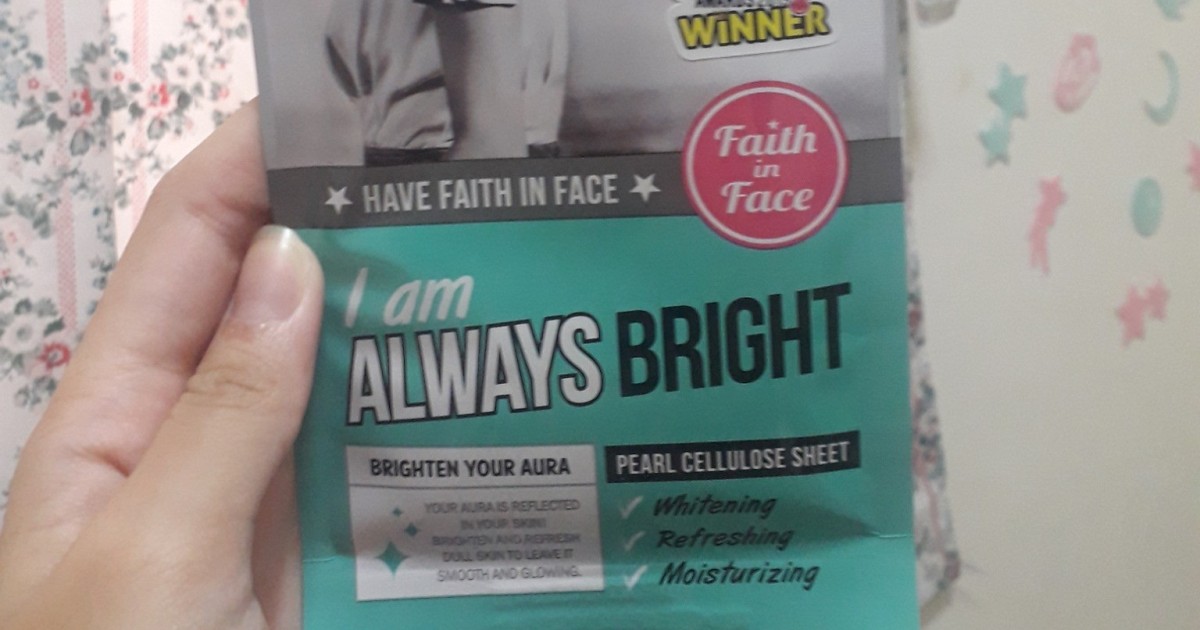 WINNER
Faith
in
Face
HAVE FAITH IN FACE
I am
ALWAYS BRIGHT
BRIGHTEN YOUR AURA
YOUR AURA IS REFLECTED
IN YOUR SKIN!
BRIGHTEN AND REFRESH
DULL SKIN TO LEAVE IT
SMOOTH AND GLOWING.
PEARL CELLULOSE SHEET
Whitening
Refreshing
Moisturizing